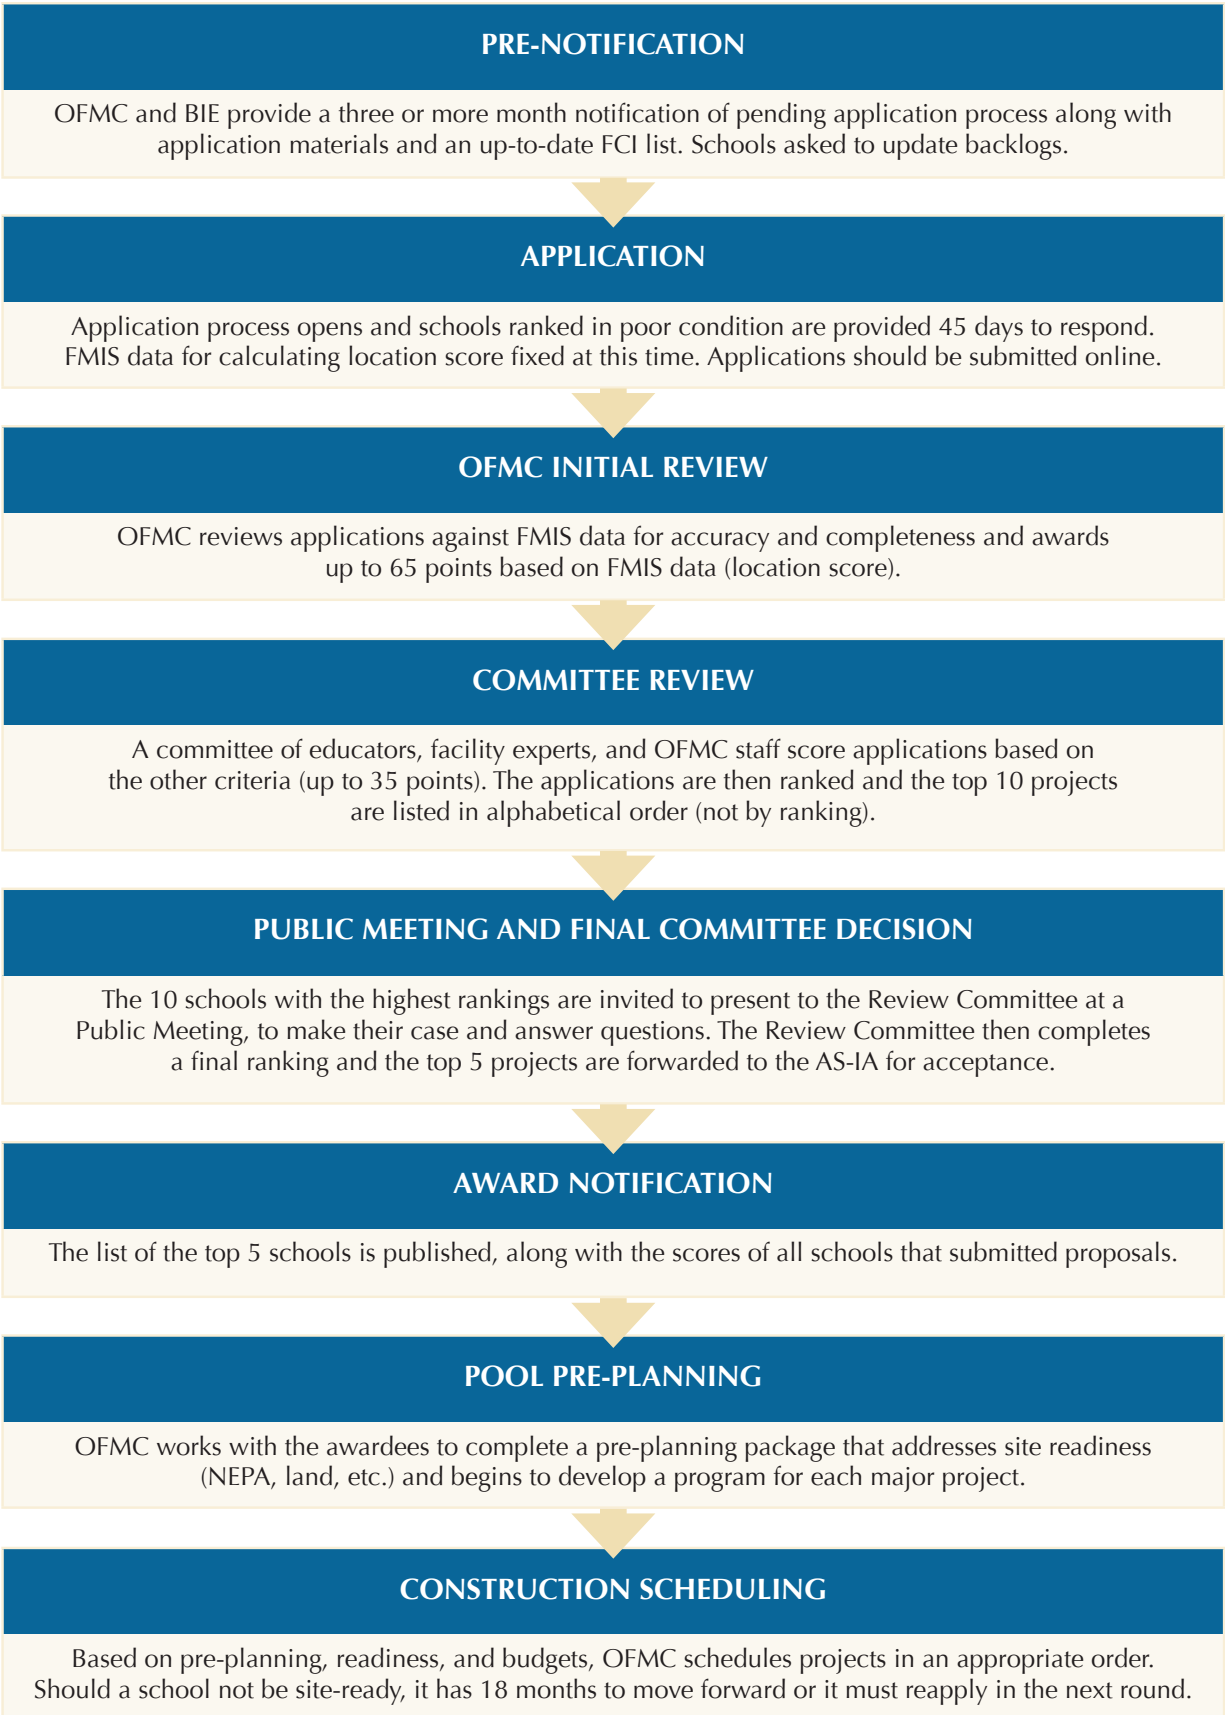 PRE-NOTIFICATION
OFMC and BIE provide a three or more month notification of pending application process along with
application materials and an up-to-date FCI list. Schools asked to update backlogs.
APPLICATION
Application process opens and schools ranked in poor condition are provided 45 days to respond.
FMIS data for calculating location score fixed at this time. Applications should be submitted online.
OFMC INITIAL REVIEW
OFMC reviews applications against FMIS data for accuracy and completeness and awards
up to 65 points based on FMIS data (location score).
COMMITTEE REVIEW
A committee of educators, facility experts, and OFMC staff score applications based on
the other criteria (up to 35 points). The applications are then ranked and the top 10 projects
are listed in alphabetical order (not by ranking).
PUBLIC MEETING AND FINAL COMMITTEE DECISION
The 10 schools with the highest rankings are invited to present to the Review Committee at a
Public Meeting, to make their case and answer questions. The Review Committee then completes
a final ranking and the top 5 projects are forwarded to the AS-IA for acceptance.
AWARD NOTIFICATION
The list of the top 5 schools is published, along with the scores of all schools that submitted proposals.
POOL PRE-PLANNING
OFMC works with the awardees to complete a pre-planning package that addresses site readiness
(NEPA, land, etc.) and begins to develop a program for each major project.
CONSTRUCTION SCHEDULING
Based on pre-planning, readiness, and budgets, OFMC schedules projects in an appropriate order.
Should a school not be site-ready, it has 18 months to move forward or it must reapply in the next round.